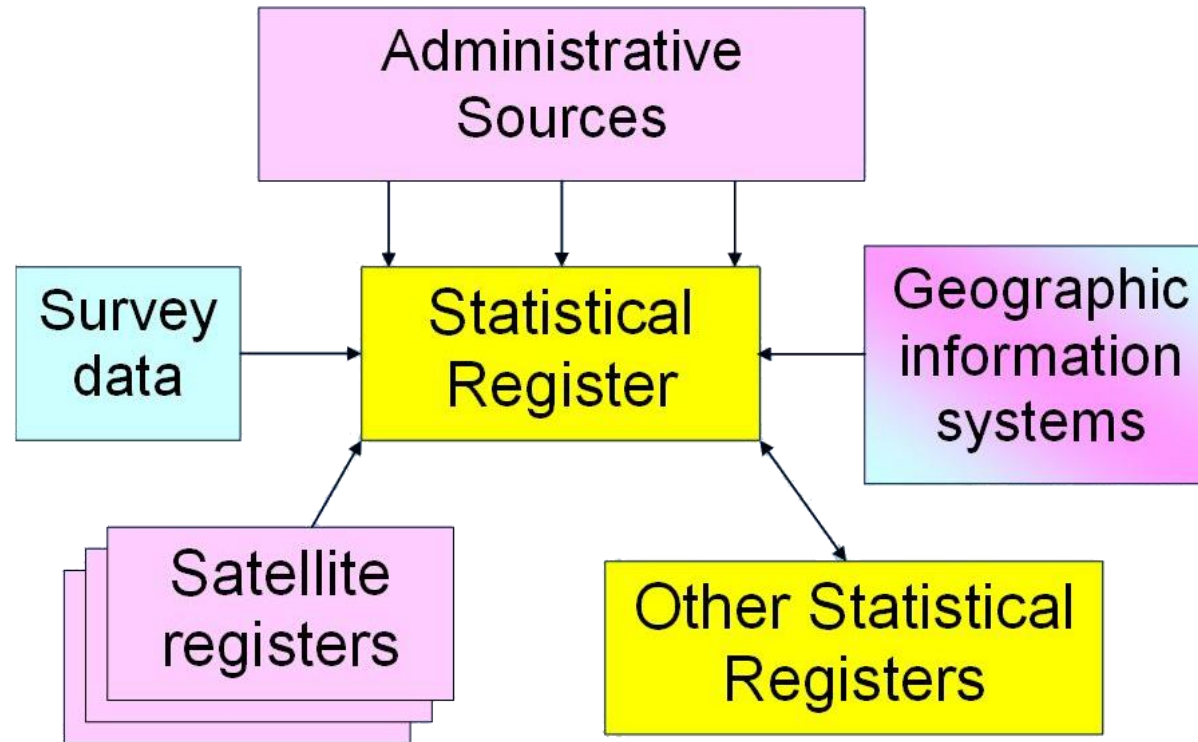 Administrative
Sources
Survey
data
Statistical
Register
Geographic
information
systems
Satellite
registers
Other Statistical
Registers